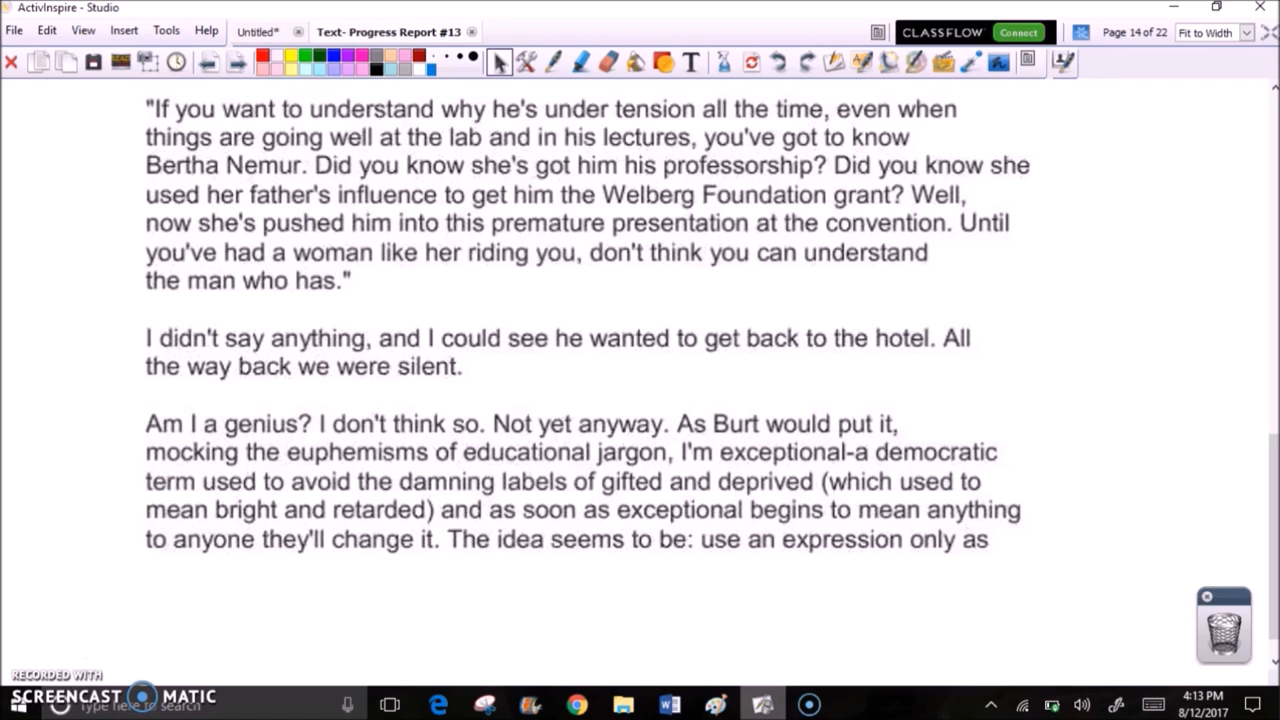 ActivInspire - Studio
File Edit View Insert Tools Help Untitled* Text- Progress Report #13 CLASSFLOW Connect Page 14 of 22 Fit to Width
"If you want to understand why he's under tension all the time, even when
things are going well at the lab and in his lectures, you've got to know
Bertha Nemur. Did you know she's got him his professorship? Did you know she
used her father's influence to get him the Welberg Foundation grant? Well,
now she's pushed him into this premature presentation at the convention. Until
you've had a woman like her riding you, don't think you can understand
the man who has."
I didn't say anything, and I could see he wanted to get back to the hotel. All
the way back we were silent.
Am I a genius? I don't think so. Not yet anyway. As Burt would put it,
mocking the euphemisms of educational jargon, I'm exceptional-a democratic
term used to avoid the damning labels of gifted and deprived (which used to
mean bright and retarded) and as soon as exceptional begins to mean anything
to anyone they'll change it. The idea seems to be: use an expression only as
RECORDED WITH
SCREENCAST MATIC
Type here to search
4:13 PM
8/12/2017